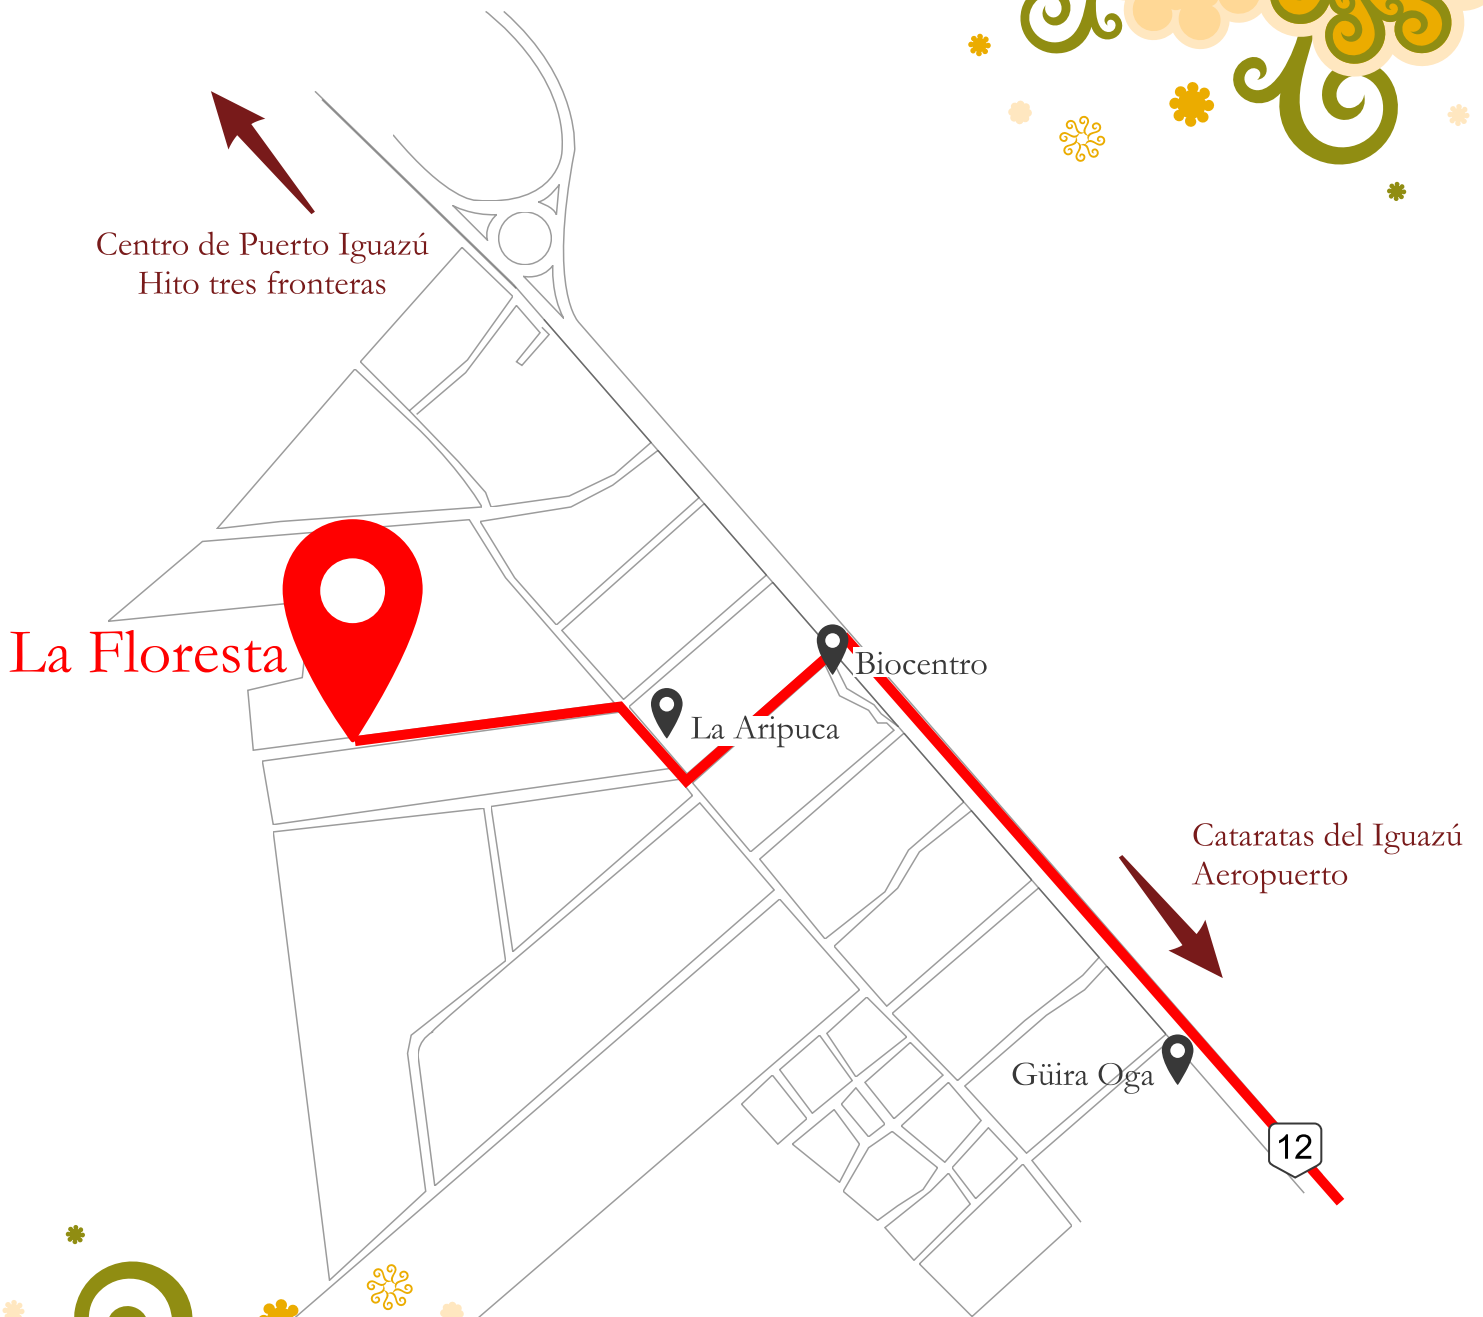 Centro de Puerto Iguazú
Hito tres fronteras
La Floresta
Biocentro
La Aripuca
Cataratas del Iguazú
Aeropuerto
Güira Oga
12